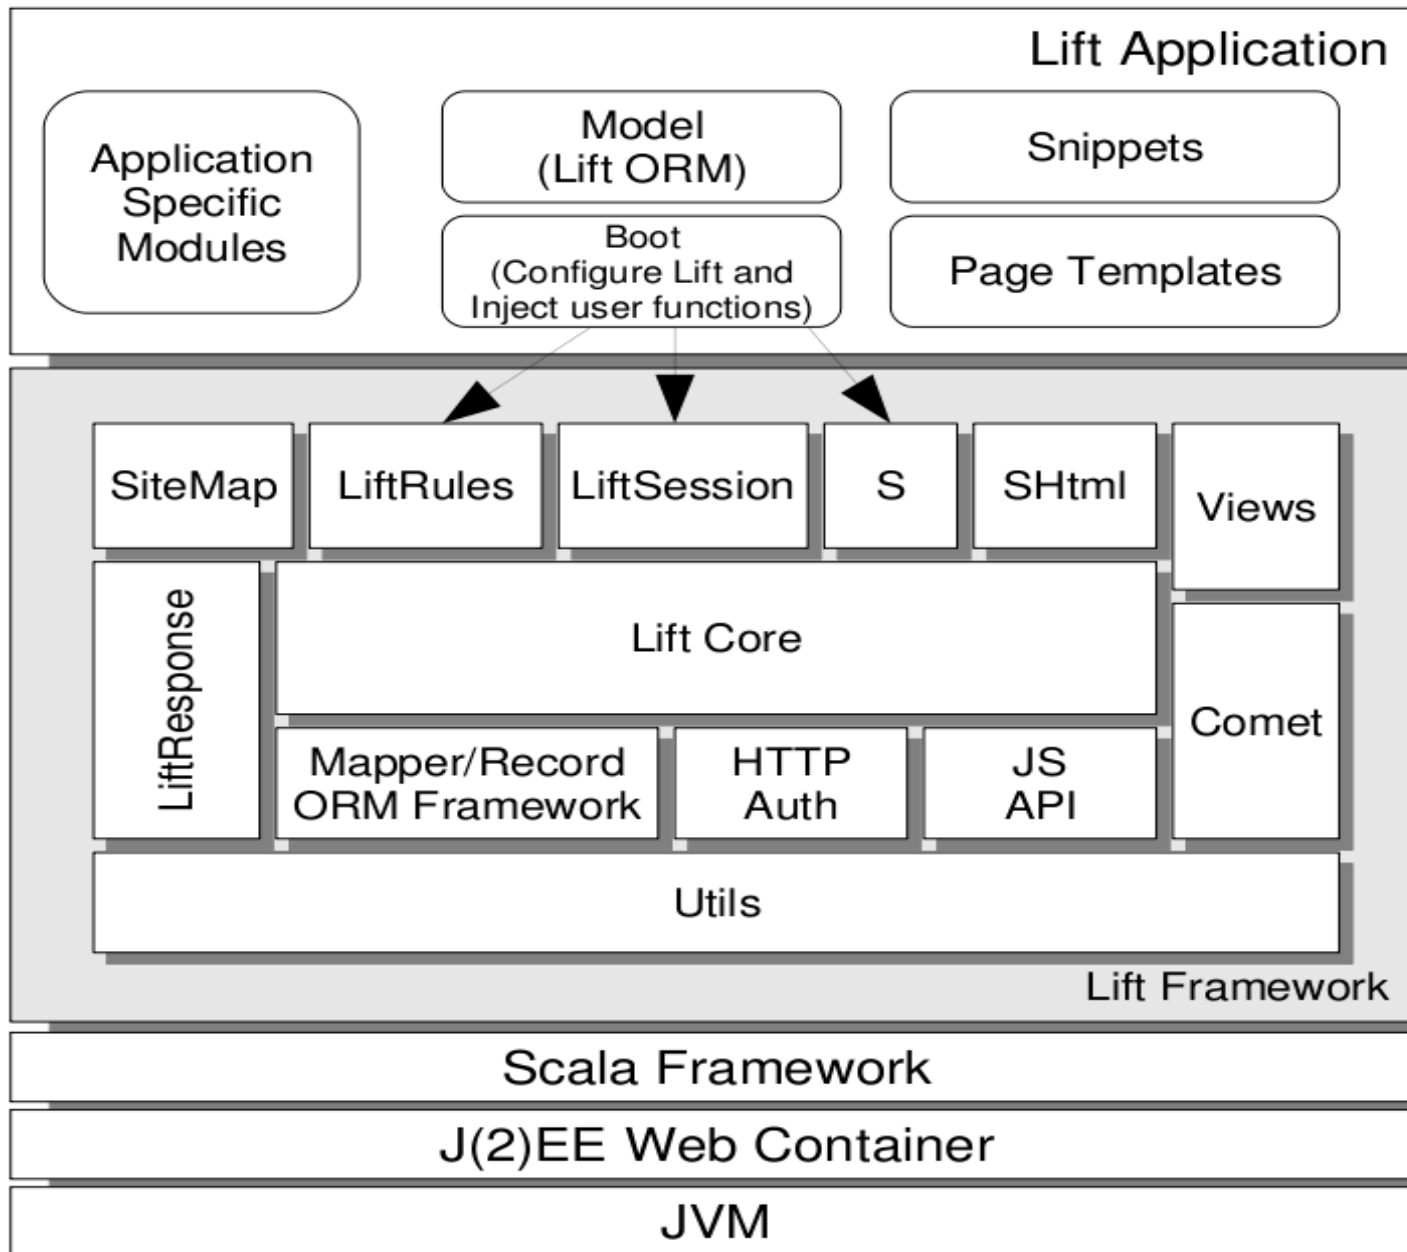 Lift Application
Application
Specific
Modules
Model
(Lift ORM)
Snippets
Boot
(Configure Lift and
Inject user functions)
Page Templates
SiteMap
LiftRules
LiftSession
S
SHtml
Views
LiftResponse
Lift Core
Comet
Mapper/Record
ORM Framework
HTTP
Auth
JS
API
Utils
Lift Framework
Scala Framework
J(2)EE Web Container
JVM